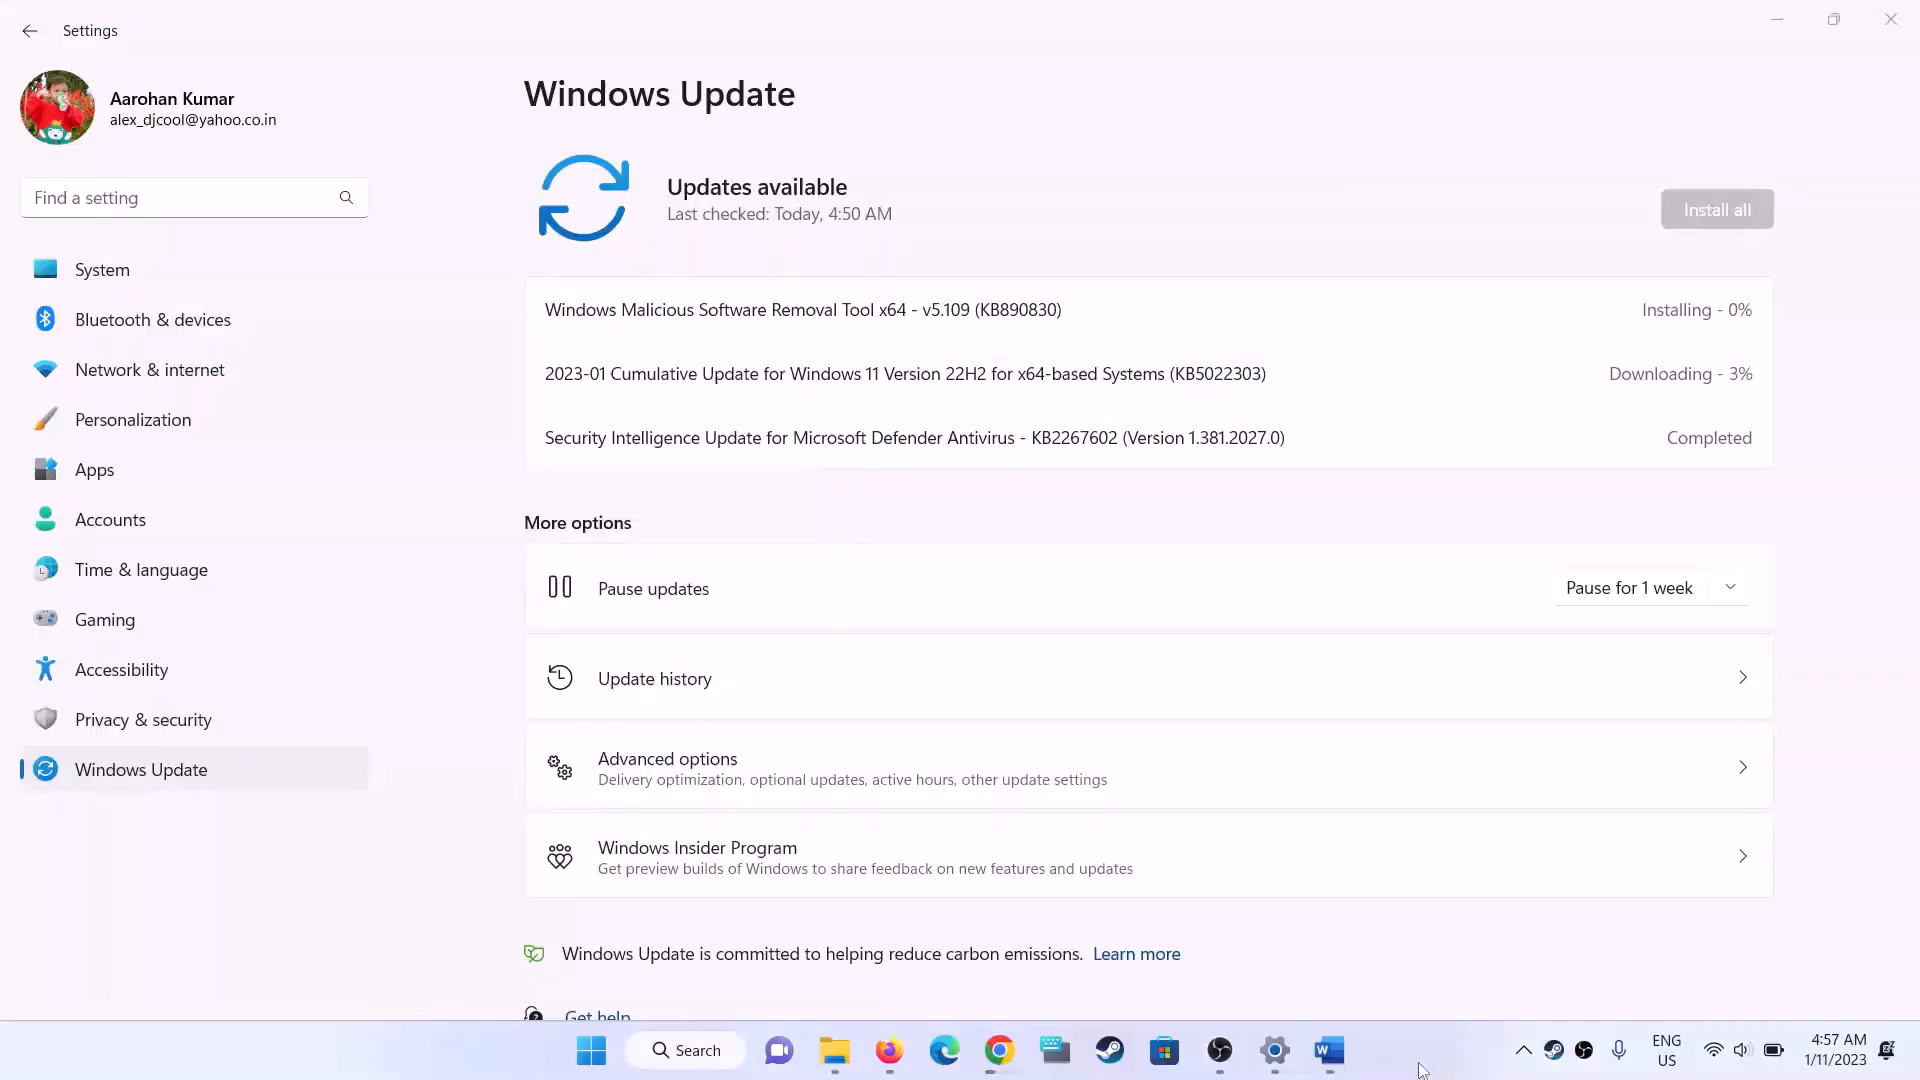 Settings
Aarohan Kumar
alex_djcool@yahoo.co.in
Find a setting
System
Bluetooth & devices
Network & internet
Personalization
Apps
Accounts
Time & language
Gaming
Accessibility
Privacy & security
Windows Update
Windows Update
Updates available
Last checked: Today, 4:50 AM
Install all
Windows Malicious Software Removal Tool x64 - v5.109 (KB890830)
Installing - 0%
2023-01 Cumulative Update for Windows 11 Version 22H2 for x64-based Systems (KB5022303)
Downloading - 3%
Security Intelligence Update for Microsoft Defender Antivirus - KB2267602 (Version 1.381.2027.0)
Completed
More options
Pause updates
Pause for 1 week
Update history
Advanced options
Delivery optimization, optional updates, active hours, other update settings
Windows Insider Program
Get preview builds of Windows to share feedback on new features and updates
Windows Update is committed to helping reduce carbon emissions. Learn more
Get help
Search
ENG
US
4:57 AM
1/11/2023